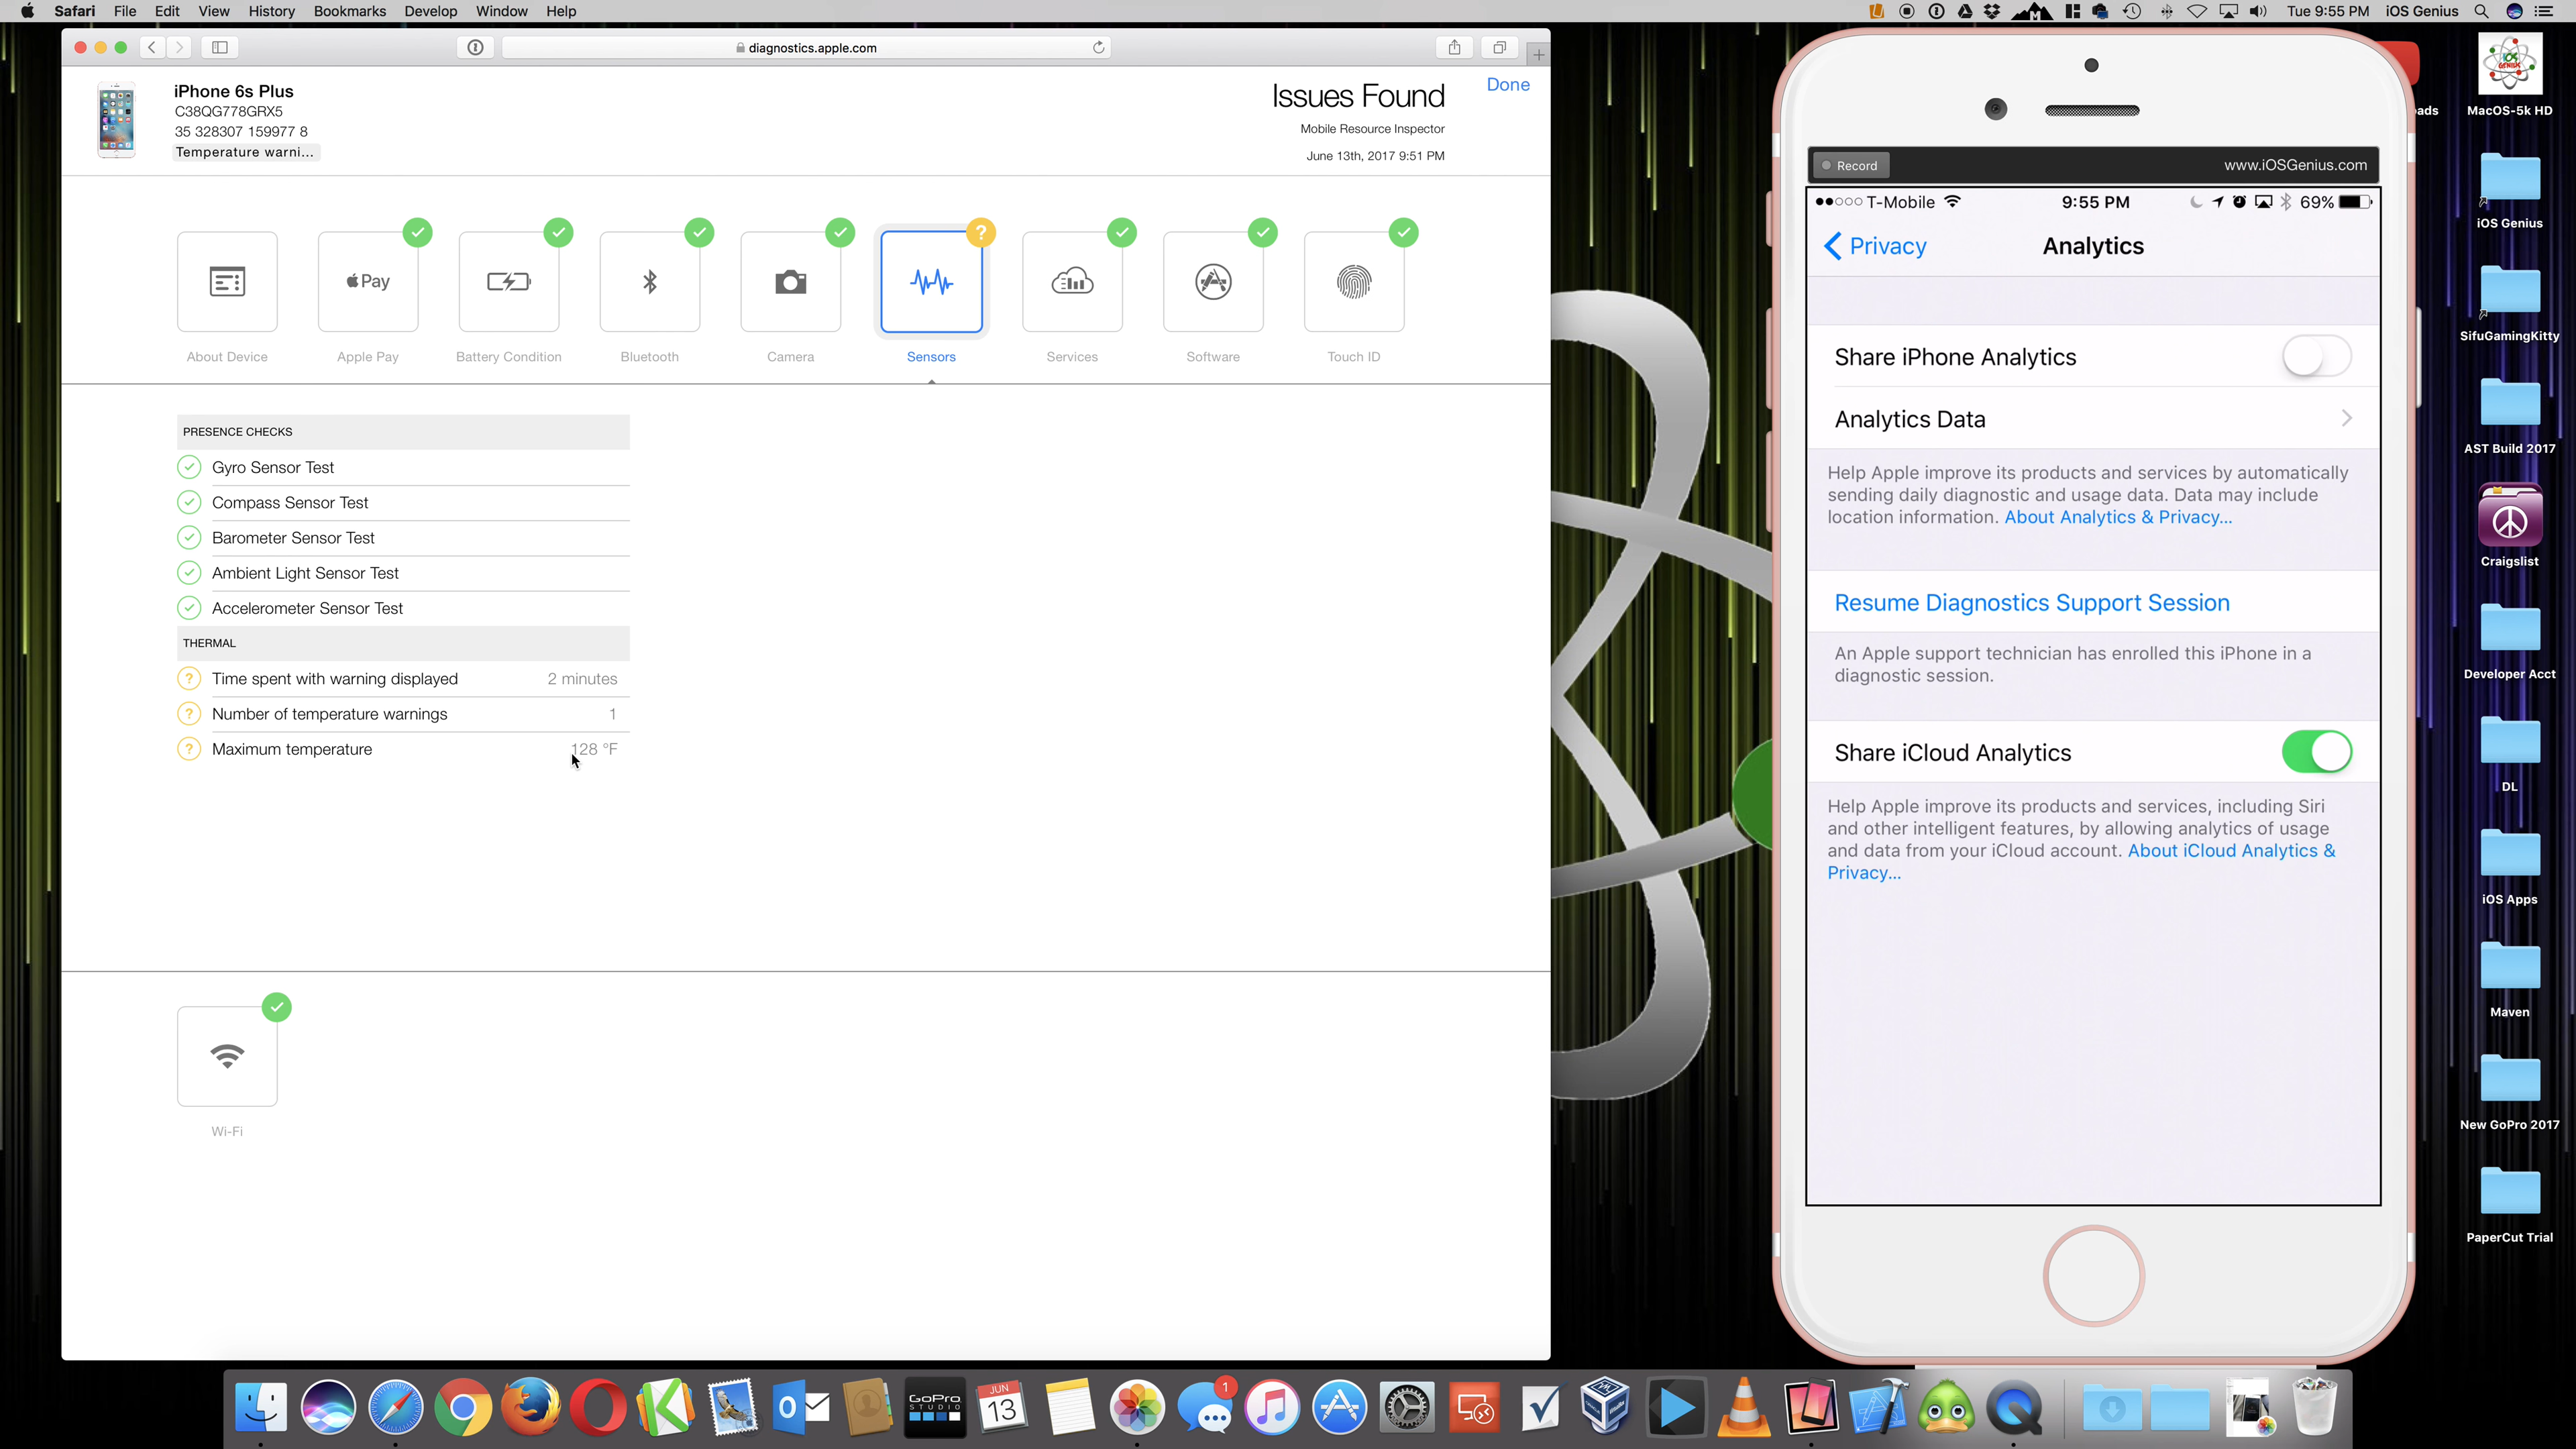 Safari File Edit View History Bookmarks Develop Window Help
Tue 9:55 PM iOS Genius
diagnostics.apple.com
iPhone 6s Plus
C38QG778GRX5
35 328307 159977 8
Temperature warni...
Issues Found
Done
Mobile Resource Inspector
June 13th, 2017 9:51 PM
Pay
?
About Device
Apple Pay
Battery Condition
Bluetooth
Camera
Sensors
Services
Software
Touch ID
PRESENCE CHECKS
Gyro Sensor Test
Compass Sensor Test
Barometer Sensor Test
Ambient Light Sensor Test
Accelerometer Sensor Test
THERMAL
? Time spent with warning displayed 2 minutes
? Number of temperature warnings 1
? Maximum temperature 128 °F
Wi-Fi
Record
www.iOSGenius.com
T-Mobile 9:55 PM 69%
Privacy Analytics
Share iPhone Analytics
Analytics Data
Help Apple improve its products and services by automatically
sending daily diagnostic and usage data. Data may include
location information. About Analytics & Privacy...
Resume Diagnostics Support Session
An Apple support technician has enrolled this iPhone in a
diagnostic session.
Share iCloud Analytics
Help Apple improve its products and services, including Siri
and other intelligent features, by allowing analytics of usage
and data from your iCloud account. About iCloud Analytics &
Privacy...
iOS
GENIUS
ads
MacOS-5k HD
iOS Genius
SifuGamingKitty
AST Build 2017
Craigslist
Developer Acct
DL
iOS Apps
Maven
New GoPro 2017
PaperCut Trial
GoPro
STUDIO
JUN
13
1